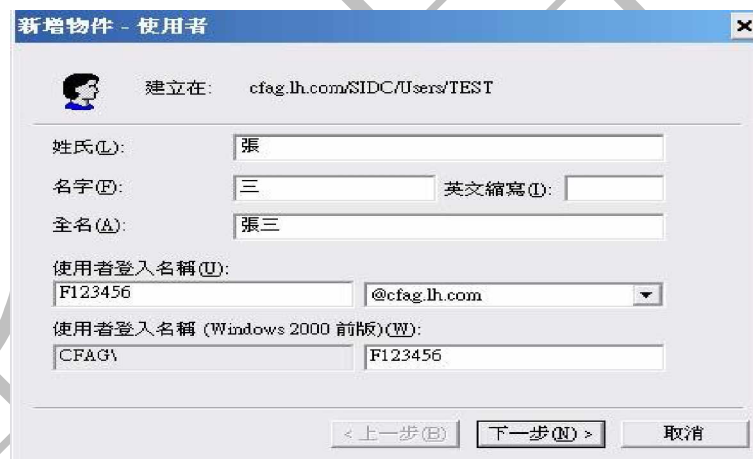 新增物件 - 使用者
建立在: cfag.lh.com/SIDC/Users/TEST
姓氏(L): 張
名字(F): 三 英文縮寫(I):
全名(A): 張三
使用者登入名稱(U):
F123456 @cfag.lh.com
使用者登入名稱 (Windows 2000 前版)(W):
CFAG\ F123456
<上一步(B) 下一步(N) > 取消